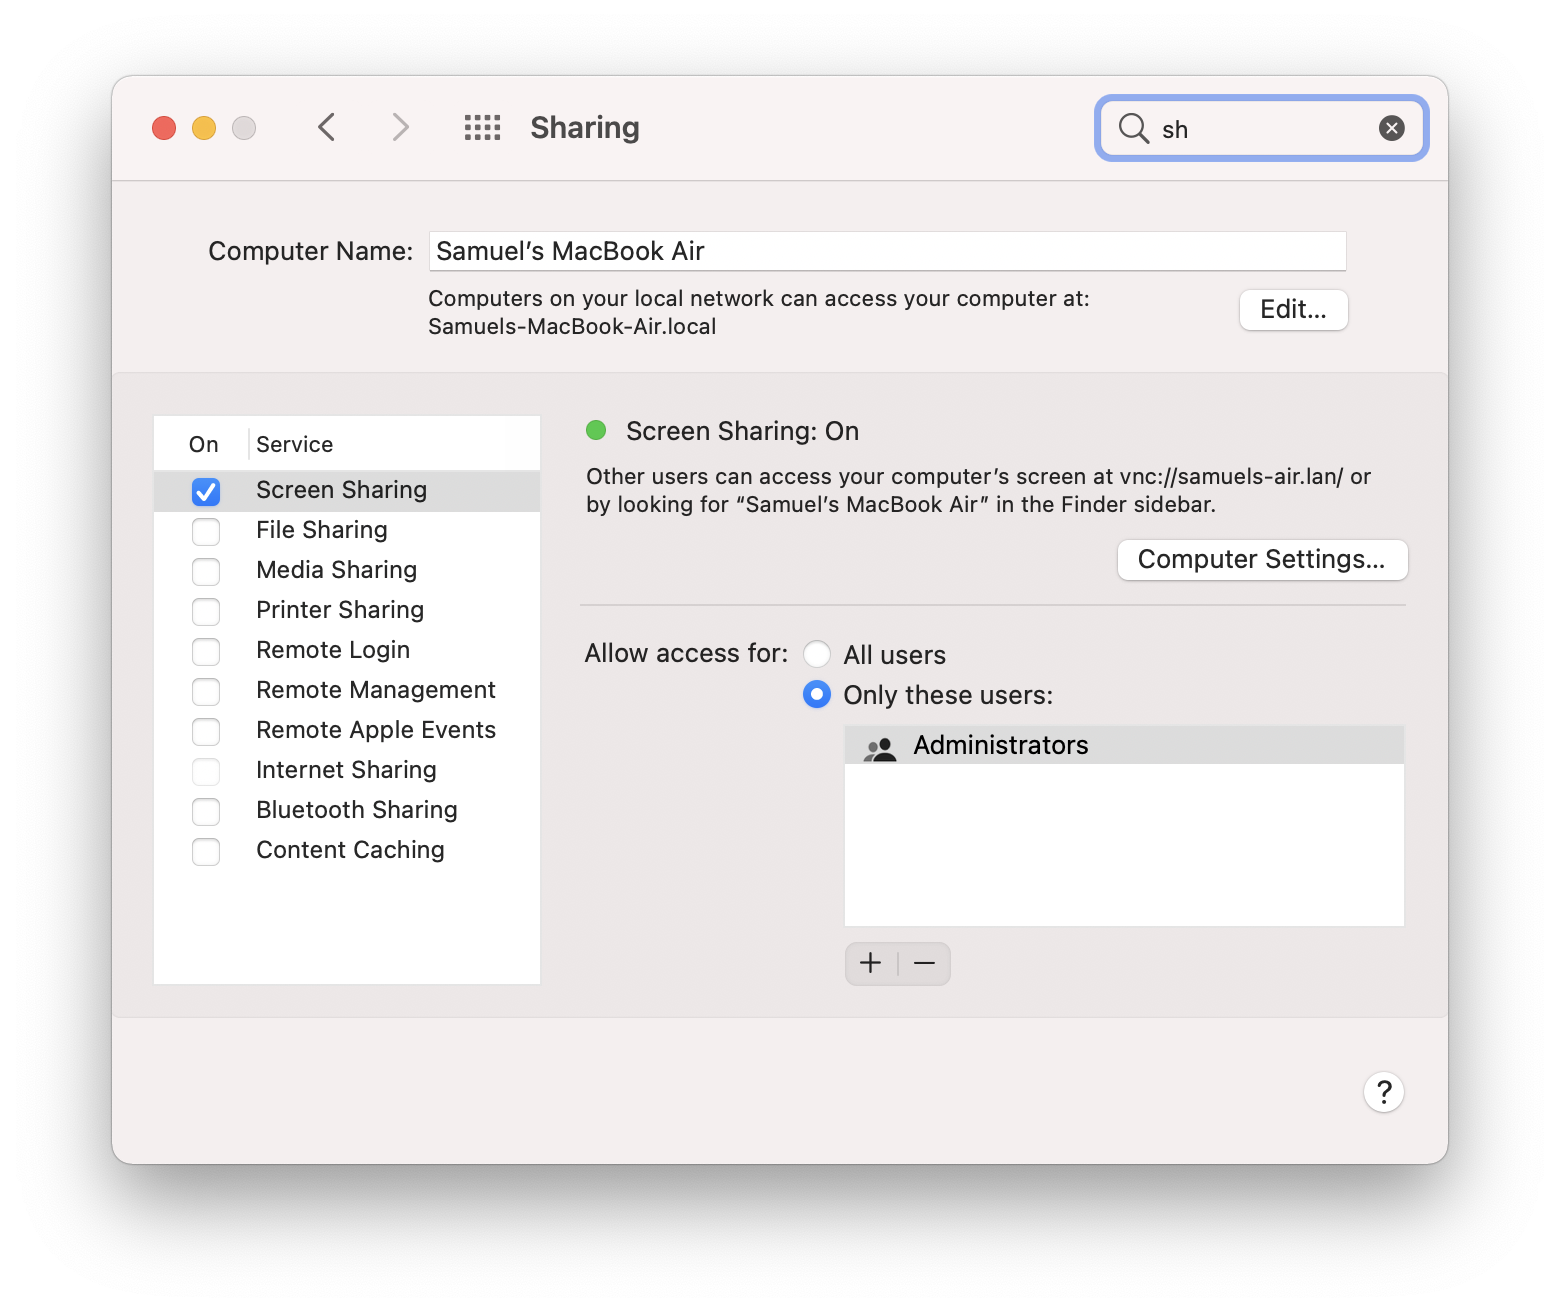 Sharing
sh
Computer Name: Samuel’s MacBook Air
Computers on your local network can access your computer at:
Samuels-MacBook-Air.local
Edit...
On Service
Screen Sharing
File Sharing
Media Sharing
Printer Sharing
Remote Login
Remote Management
Remote Apple Events
Internet Sharing
Bluetooth Sharing
Content Caching
Screen Sharing: On
Other users can access your computer’s screen at vnc://samuels-air.lan/ or
by looking for “Samuel’s MacBook Air” in the Finder sidebar.
Computer Settings...
Allow access for: All users
Only these users:
Administrators
?